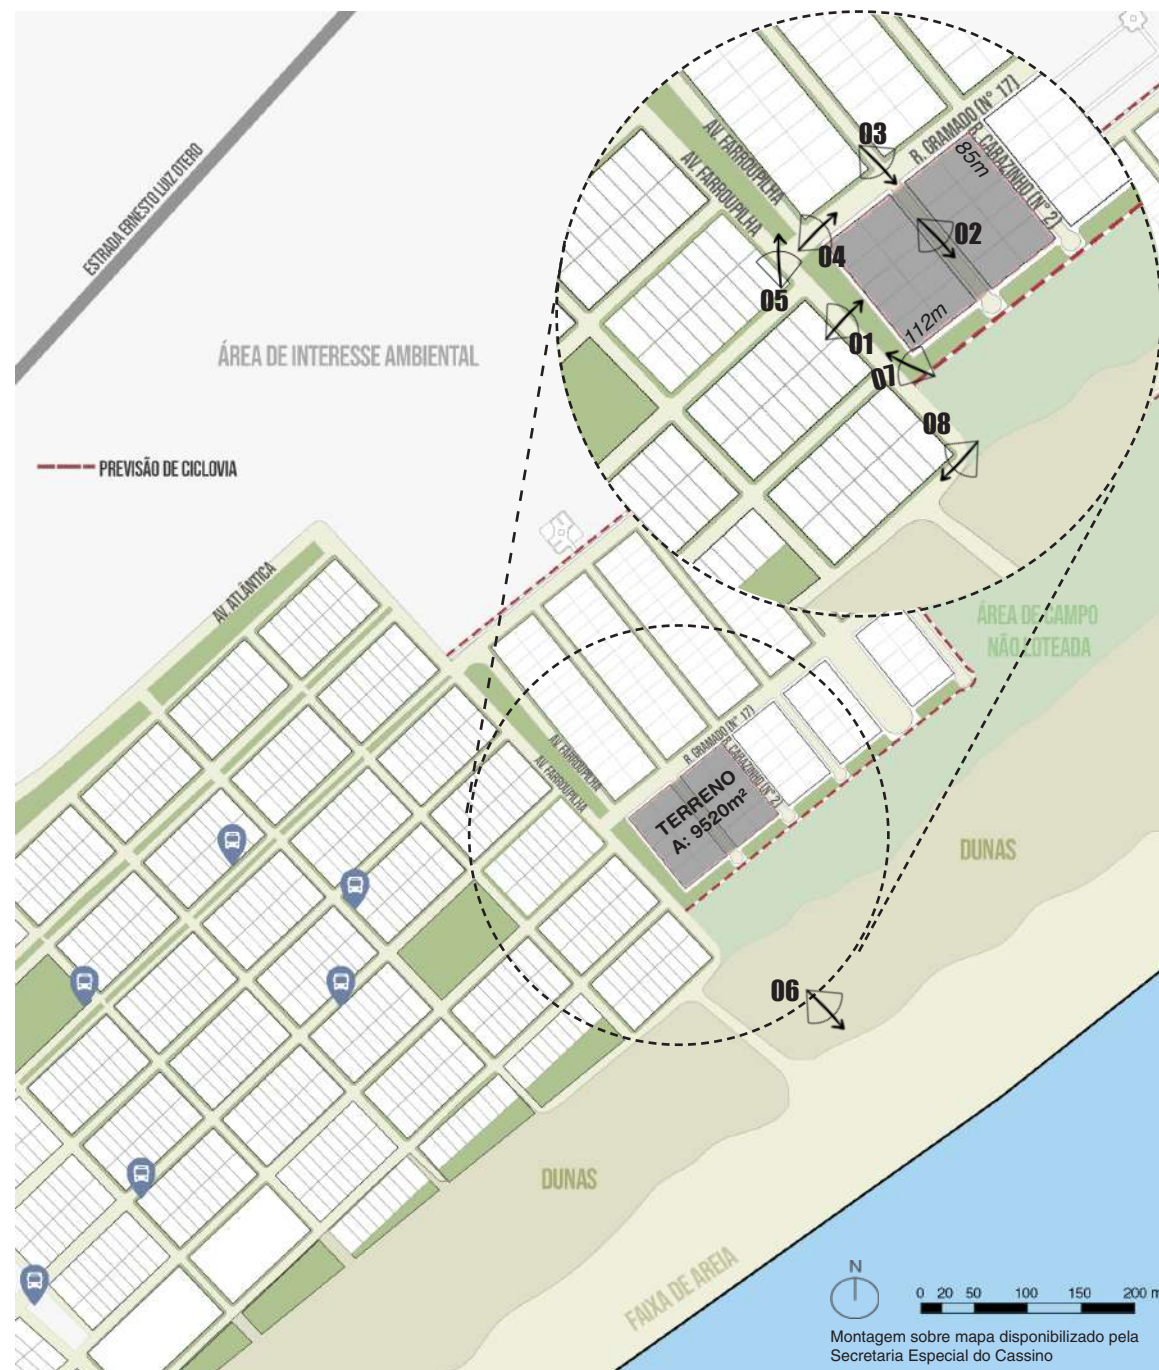 ESTRADA ERNESTO LUIZ OTERO
03
R. GRAMADO (N° 17)
R. CARAZINHO (N° 2)
85m
AV. FARROUPILHA
AV. FARROUPILHA
02
04
05
112m
01
07
08
ÁREA DE INTERESSE AMBIENTAL
PREVISÃO DE CICLOVIA
AV. ATLÂNTICA
ÁREA DE CAMPO
NÃO LOTEADA
R. GRAMADO (N° 17)
R. CARAZINHO (N° 2)
AV. FARROUPILHA
AV. FARROUPILHA
TERRENO
A: 9520m²
DUNAS
06
DUNAS
FAIXA DE AREIA
N
0 20 50 100 150 200 m
Montagem sobre mapa disponibilizado pela
Secretaria Especial do Cassino